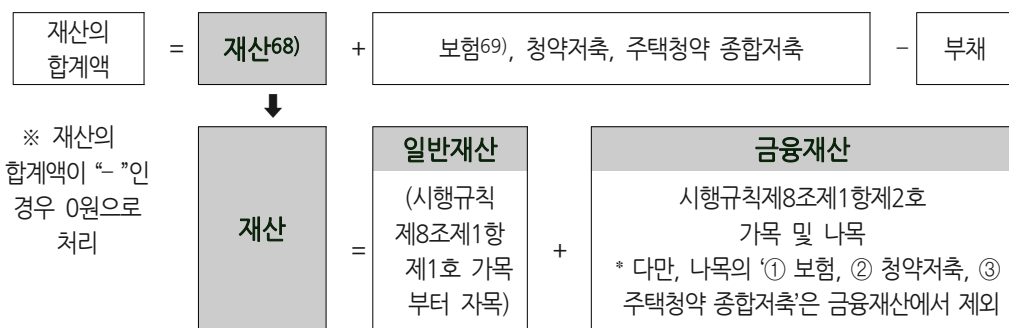 재산의
합계액
=
재산68)
+
보험69), 청약저축, 주택청약 종합저축
-
부채
※ 재산의
합계액이 “- ”인
경우 0원으로
처리
재산
=
일반재산
(시행규칙
제8조제1항
제1호 가목
부터 자목)
+
금융재산
시행규칙제8조제1항제2호
가목 및 나목
* 다만, 나목의 ‘① 보험, ② 청약저축, ③
주택청약 종합저축’은 금융재산에서 제외